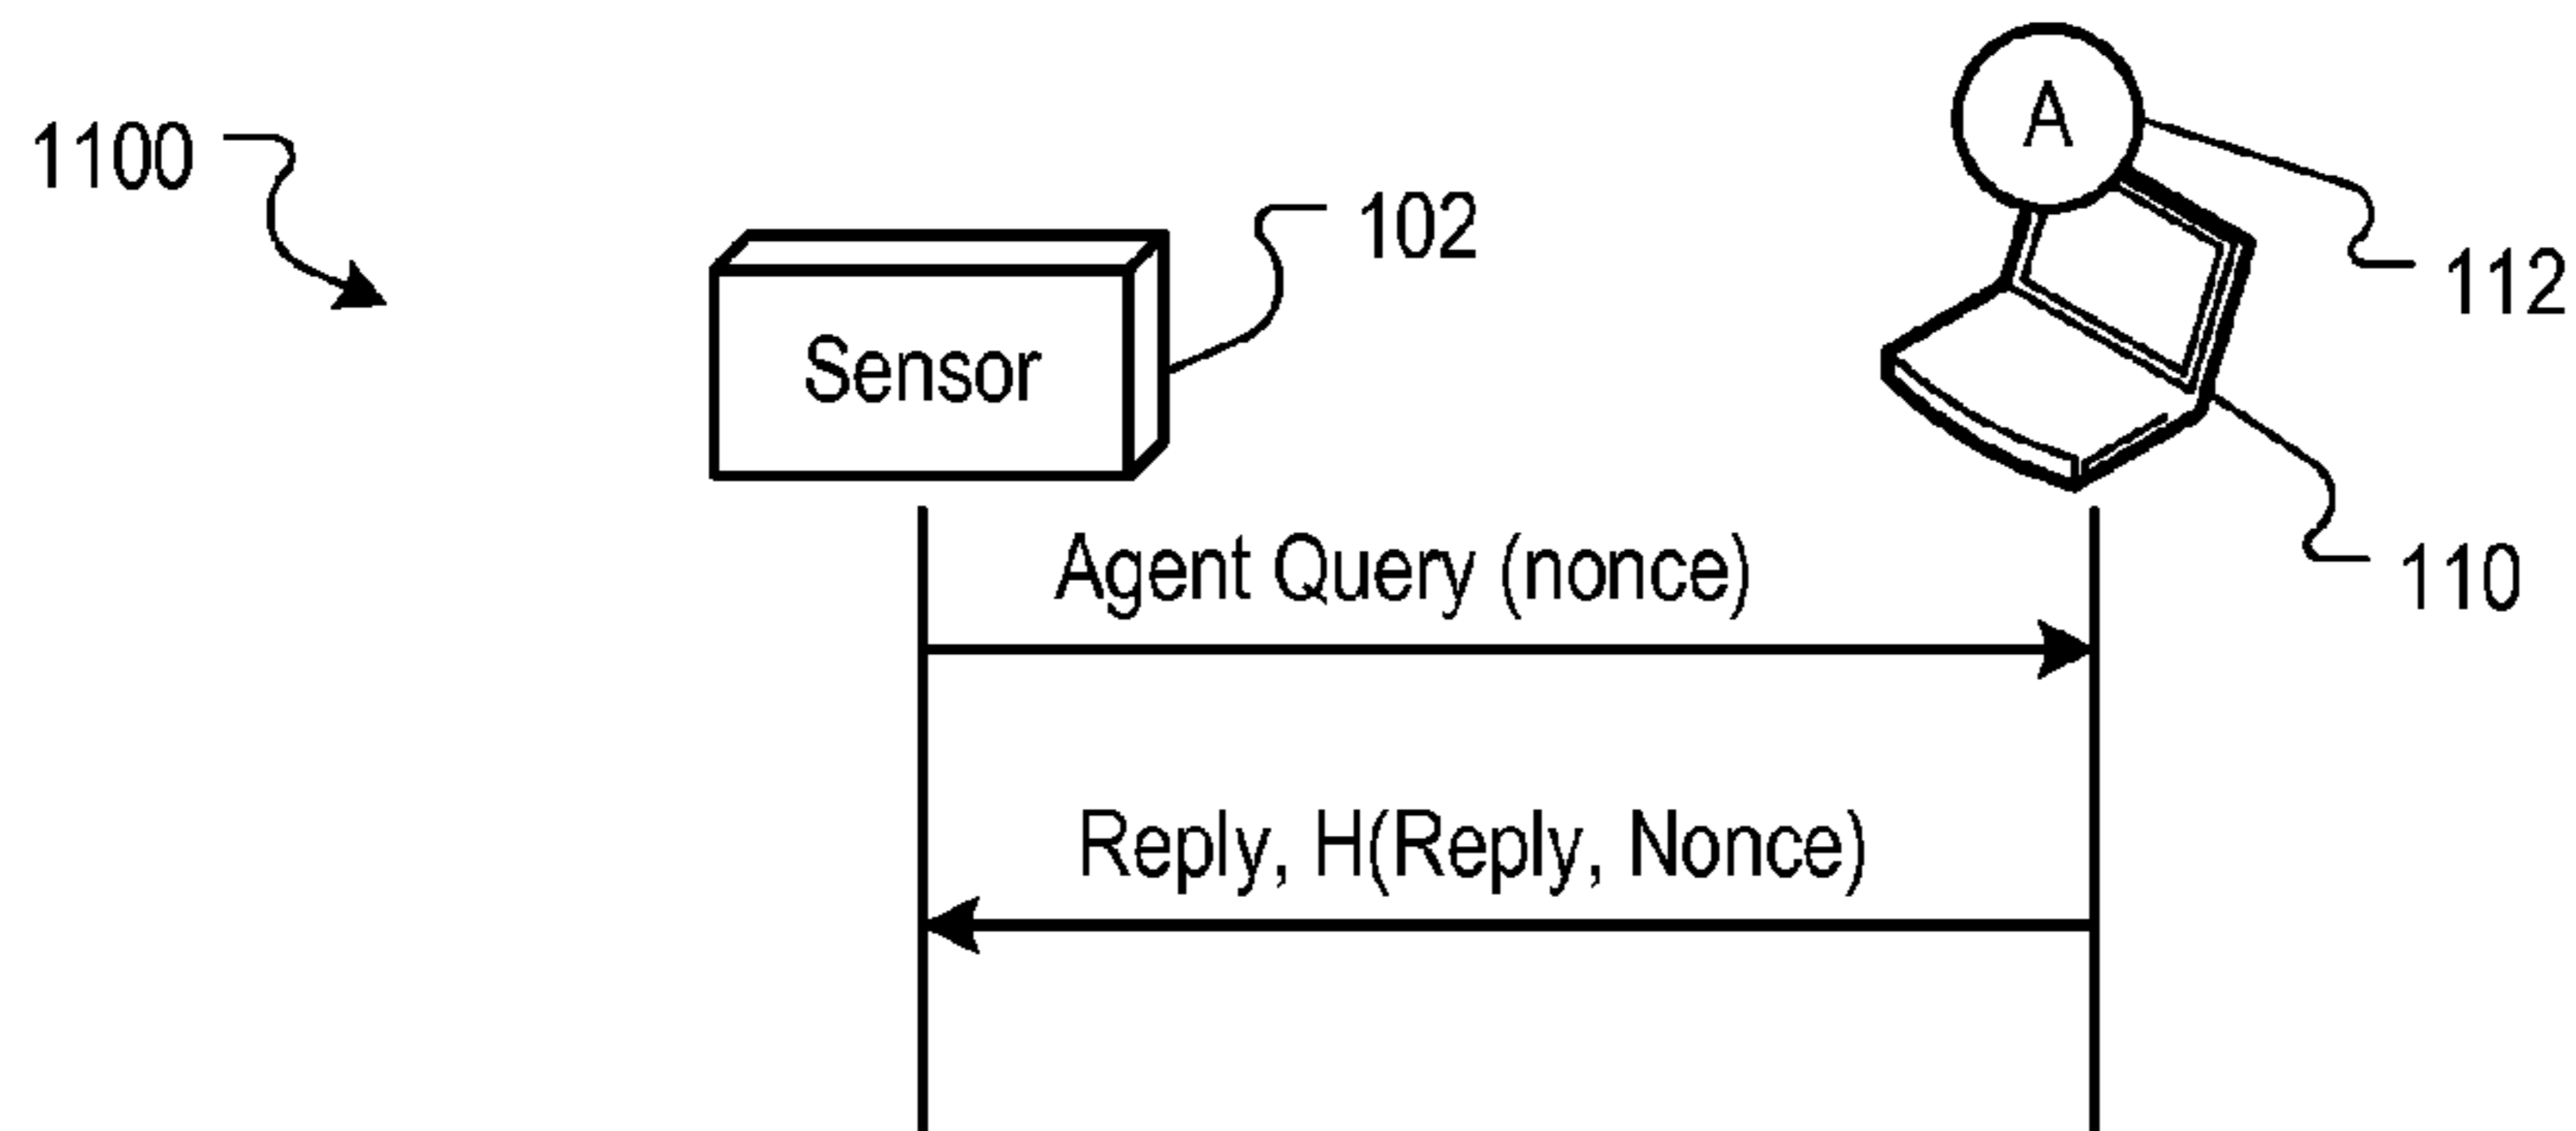 A
1100
102
112
Sensor
Agent Query (nonce)
110
Reply, H(Reply, Nonce)